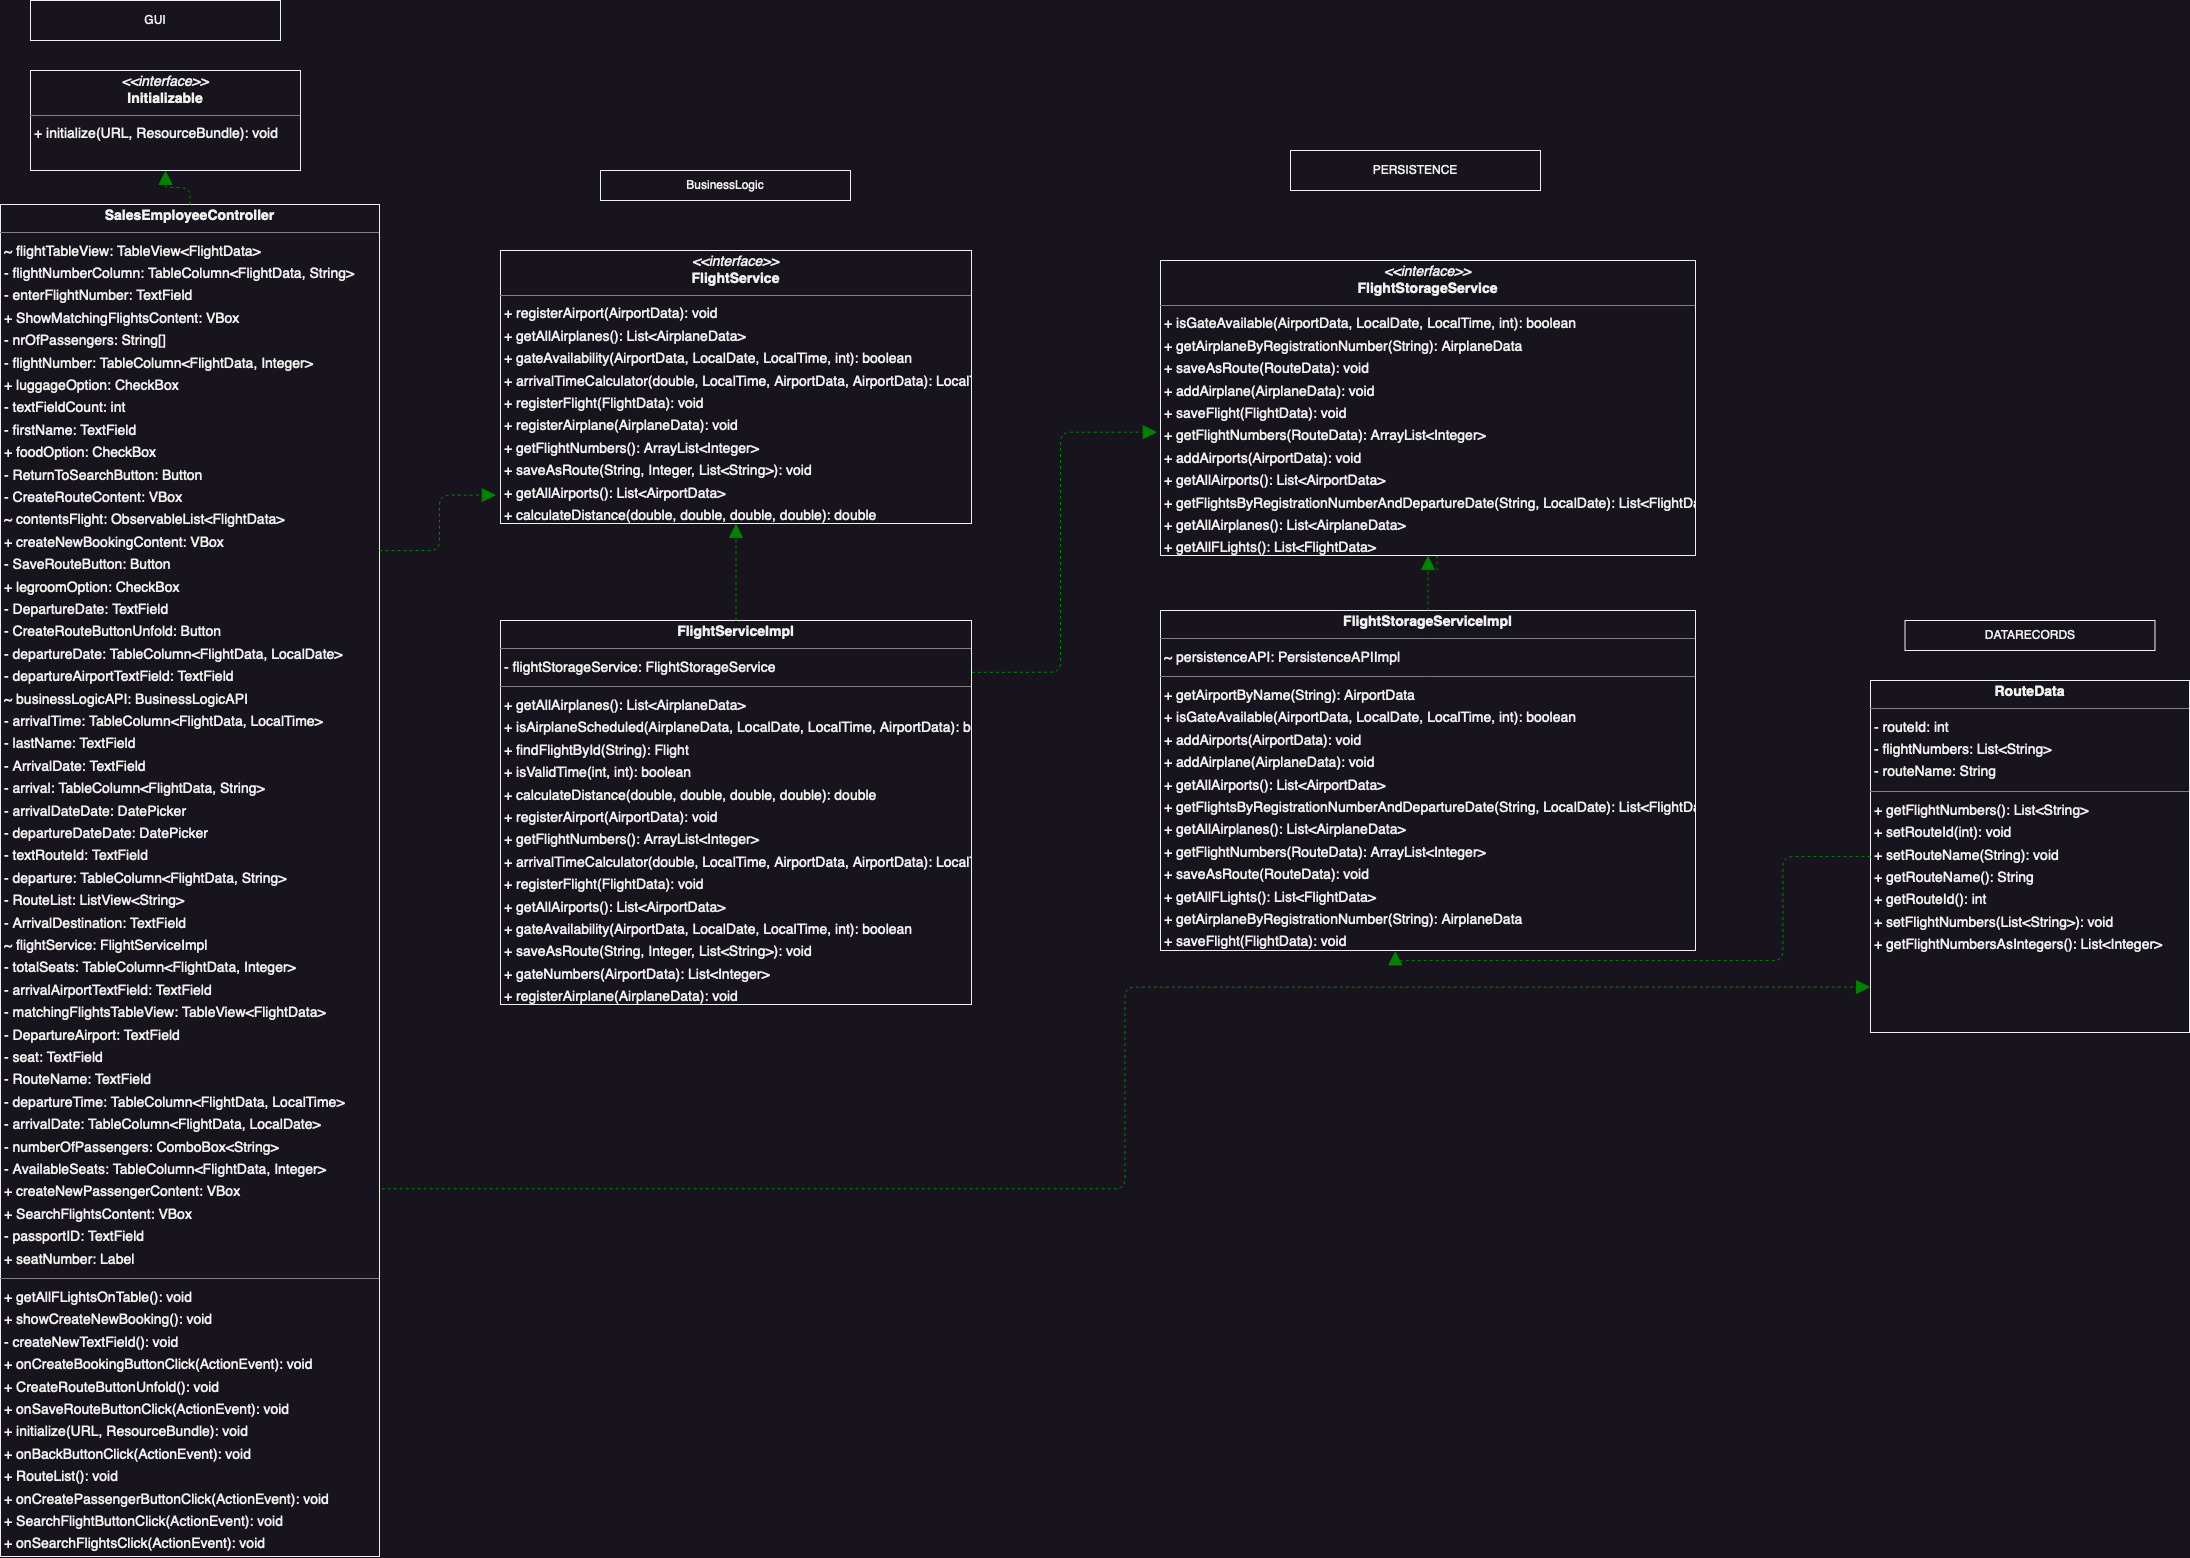 GUI
<<interface>>
Initializable
+ initialize(URL, ResourceBundle): void
SalesEmployeeController
~ flightTableView: TableView<FlightData>
- flightNumberColumn: TableColumn<FlightData, String>
- enterFlightNumber: TextField
+ ShowMatchingFlightsContent: VBox
- nrOfPassengers: String[]
- flightNumber: TableColumn<FlightData, Integer>
+ luggageOption: CheckBox
- textFieldCount: int
- firstName: TextField
+ foodOption: CheckBox
- ReturnToSearchButton: Button
- CreateRouteContent: VBox
~ contentsFlight: ObservableList<FlightData>
+ createNewBookingContent: VBox
- SaveRouteButton: Button
+ legroomOption: CheckBox
- DepartureDate: TextField
- CreateRouteButtonUnfold: Button
- departureDate: TableColumn<FlightData, LocalDate>
- departureAirportTextField: TextField
~ businessLogicAPI: BusinessLogicAPI
- arrivalTime: TableColumn<FlightData, LocalTime>
- lastName: TextField
- ArrivalDate: TextField
- arrival: TableColumn<FlightData, String>
- arrivalDateDate: DatePicker
- departureDateDate: DatePicker
- textRouteId: TextField
- departure: TableColumn<FlightData, String>
- RouteList: ListView<String>
- ArrivalDestination: TextField
~ flightService: FlightServiceImpl
- totalSeats: TableColumn<FlightData, Integer>
- arrivalAirportTextField: TextField
- matchingFlightsTableView: TableView<FlightData>
- DepartureAirport: TextField
- seat: TextField
- RouteName: TextField
- departureTime: TableColumn<FlightData, LocalTime>
- arrivalDate: TableColumn<FlightData, LocalDate>
- numberOfPassengers: ComboBox<String>
- AvailableSeats: TableColumn<FlightData, Integer>
+ createNewPassengerContent: VBox
+ SearchFlightsContent: VBox
- passportID: TextField
+ seatNumber: Label
+ getAllFLightsOnTable(): void
+ showCreateNewBooking(): void
- createNewTextField(): void
+ onCreateBookingButtonClick(ActionEvent): void
+ CreateRouteButtonUnfold(): void
+ onSaveRouteButtonClick(ActionEvent): void
+ initialize(URL, ResourceBundle): void
+ onBackButtonClick(ActionEvent): void
+ RouteList(): void
+ onCreatePassengerButtonClick(ActionEvent): void
+ SearchFlightButtonClick(ActionEvent): void
+ onSearchFlightsClick(ActionEvent): void
BusinessLogic
<<interface>>
FlightService
+ registerAirport(AirportData): void
+ getAllAirplanes(): List<AirplaneData>
+ gateAvailability(AirportData, LocalDate, LocalTime, int): boolean
+ arrivalTimeCalculator(double, LocalTime, AirportData, AirportData): LocalT
+ registerFlight(FlightData): void
+ registerAirplane(AirplaneData): void
+ getFlightNumbers(): ArrayList<Integer>
+ saveAsRoute(String, Integer, List<String>): void
+ getAllAirports(): List<AirportData>
+ calculateDistance(double, double, double, double): double
FlightServiceImpl
- flightStorageService: FlightStorageService
+ getAllAirplanes(): List<AirplaneData>
+ isAirplaneScheduled(AirplaneData, LocalDate, LocalTime, AirportData): b
+ findFlightById(String): Flight
+ isValidTime(int, int): boolean
+ calculateDistance(double, double, double, double): double
+ registerAirport(AirportData): void
+ getFlightNumbers(): ArrayList<Integer>
+ arrivalTimeCalculator(double, LocalTime, AirportData, AirportData): LocalT
+ registerFlight(FlightData): void
+ getAllAirports(): List<AirportData>
+ gateAvailability(AirportData, LocalDate, LocalTime, int): boolean
+ saveAsRoute(String, Integer, List<String>): void
+ gateNumbers(AirportData): List<Integer>
+ registerAirplane(AirplaneData): void
PERSISTENCE
<<interface>>
FlightStorageService
+ isGateAvailable(AirportData, LocalDate, LocalTime, int): boolean
+ getAirplaneByRegistrationNumber(String): AirplaneData
+ saveAsRoute(RouteData): void
+ addAirplane(AirplaneData): void
+ saveFlight(FlightData): void
+ getFlightNumbers(RouteData): ArrayList<Integer>
+ addAirports(AirportData): void
+ getAllAirports(): List<AirportData>
+ getFlightsByRegistrationNumberAndDepartureDate(String, LocalDate): List<FlightDa
+ getAllAirplanes(): List<AirplaneData>
+ getAllFLights(): List<FlightData>
FlightStorageServiceImpl
~ persistenceAPI: PersistenceAPIImpl
+ getAirportByName(String): AirportData
+ isGateAvailable(AirportData, LocalDate, LocalTime, int): boolean
+ addAirports(AirportData): void
+ addAirplane(AirplaneData): void
+ getAllAirports(): List<AirportData>
+ getFlightsByRegistrationNumberAndDepartureDate(String, LocalDate): List<FlightDa
+ getAllAirplanes(): List<AirplaneData>
+ getFlightNumbers(RouteData): ArrayList<Integer>
+ saveAsRoute(RouteData): void
+ getAllFLights(): List<FlightData>
+ getAirplaneByRegistrationNumber(String): AirplaneData
+ saveFlight(FlightData): void
DATARECORDS
RouteData
- routeId: int
- flightNumbers: List<String>
- routeName: String
+ getFlightNumbers(): List<String>
+ setRouteId(int): void
+ setRouteName(String): void
+ getRouteName(): String
+ getRouteId(): int
+ setFlightNumbers(List<String>): void
+ getFlightNumbersAsIntegers(): List<Integer>